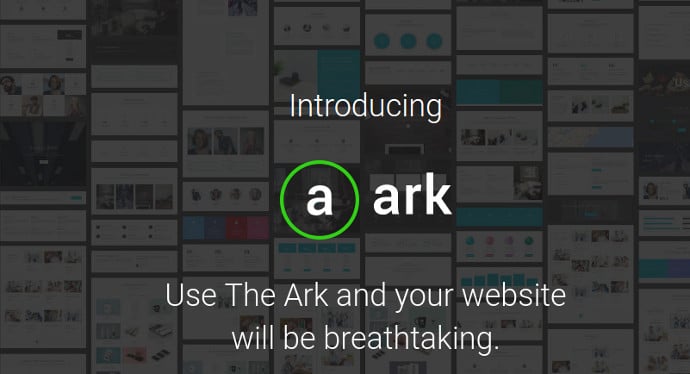 Introducing
a ark
Use The Ark and your website
will be breathtaking.